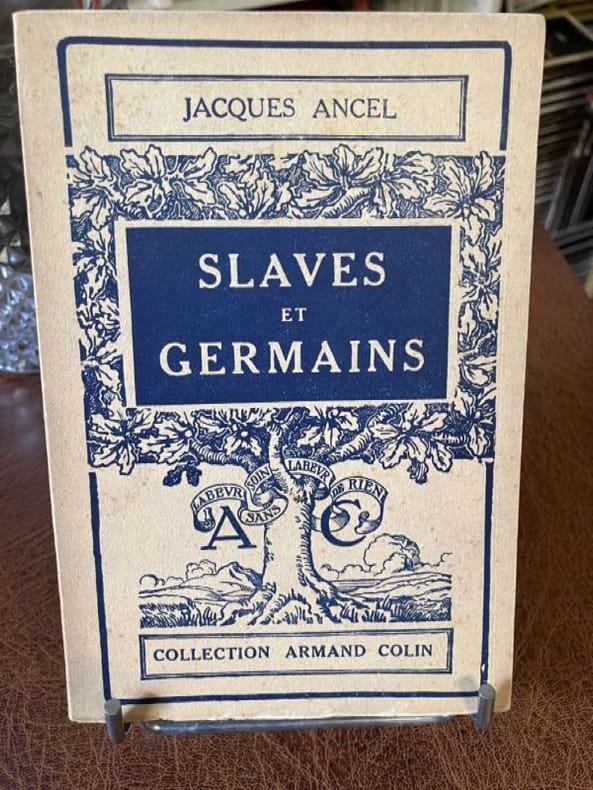 JACQUES ANCEL
SLAVES
ET
GERMAINS
LABEVR
SANS
SOIN
LABEVR
DE RIEN
A C
COLLECTION ARMAND COLIN